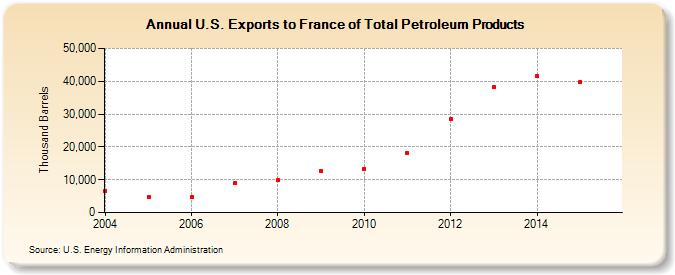 Annual U.S. Exports to France of Total Petroleum Products
Thousand Barrels
50,000
40,000
30,000
20,000
10,000
0
2004 2006 2008 2010 2012 2014
Source: U.S. Energy Information Administration